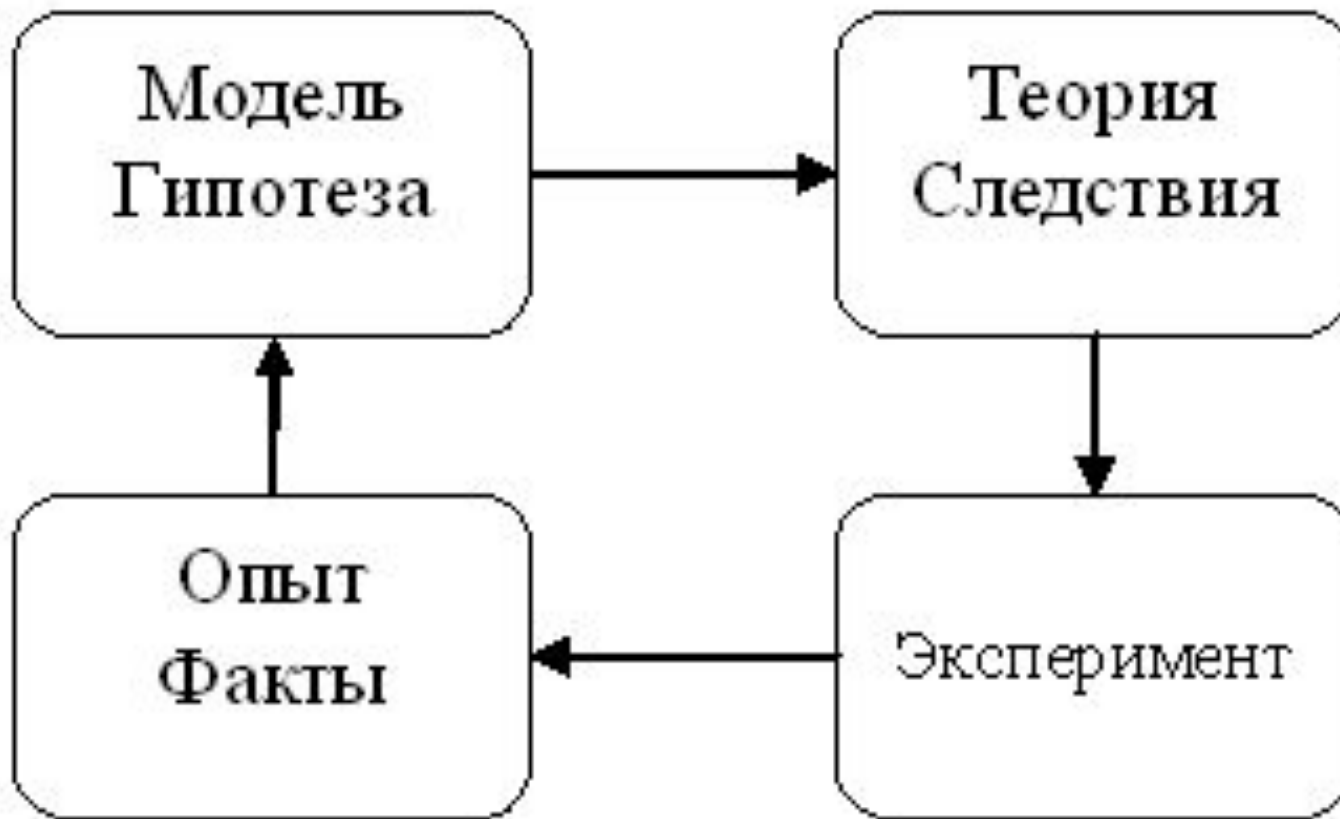 Модель
Гипотеза
Теория
Следствия
Опыт
Факты
Эксперимент